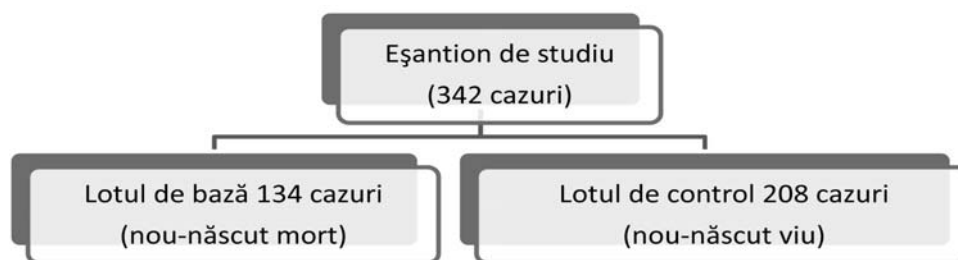 Eşantion de studiu
(342 cazuri)
Lotul de bază 134 cazuri
(nou-născut mort)
Lotul de control 208 cazuri
(nou-născut viu)